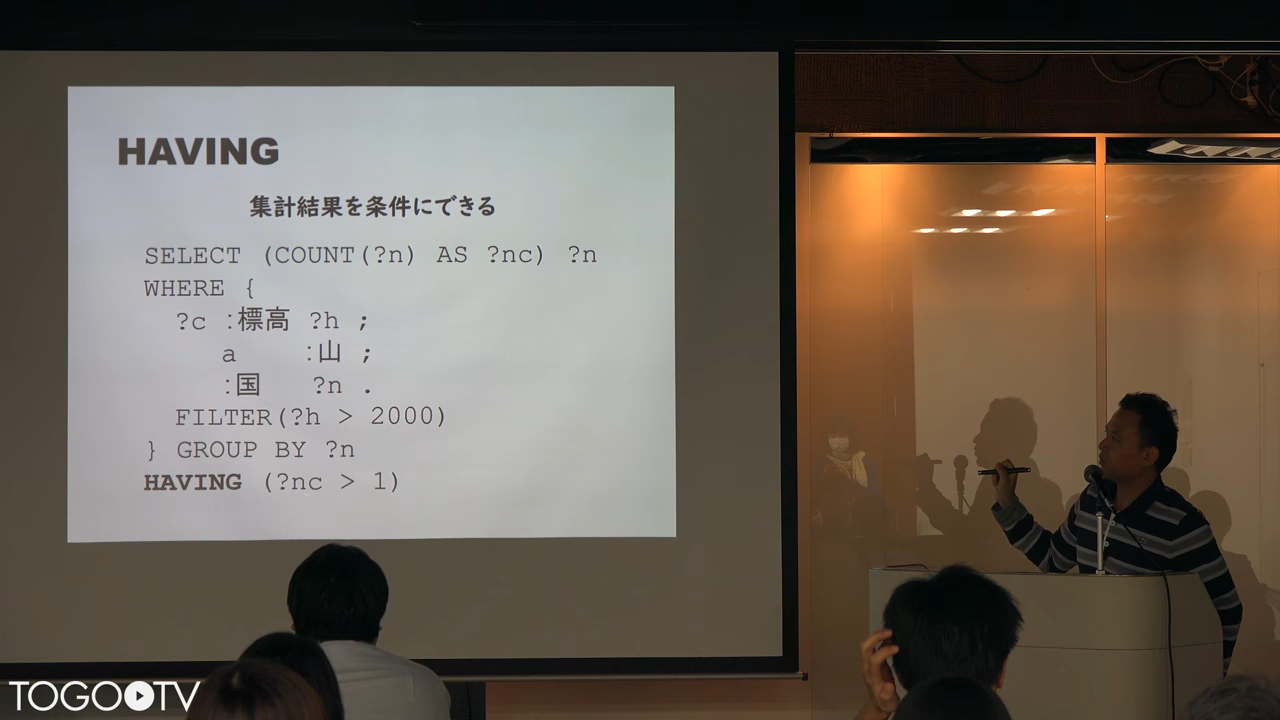 HAVING
集計結果を条件にできる
SELECT (COUNT(?n) AS ?nc) ?n
WHERE {
?c :標高 ?h ;
a :山 ;
:国 ?n .
FILTER(?h > 2000)
} GROUP BY ?n
HAVING (?nc > 1)
TOGO TV